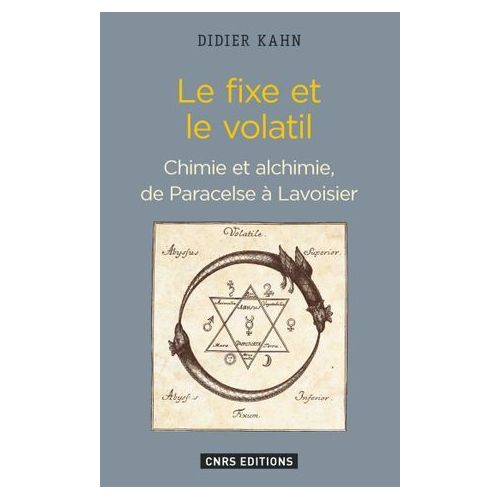 DIDIER KAHN
Le fixe et
le volatil
Chimie et alchimie,
de Paracelse à Lavoisier
Volatile.
Abyssus
Superior.
Abyss.
Inferior.
Fixum.
CNRS EDITIONS